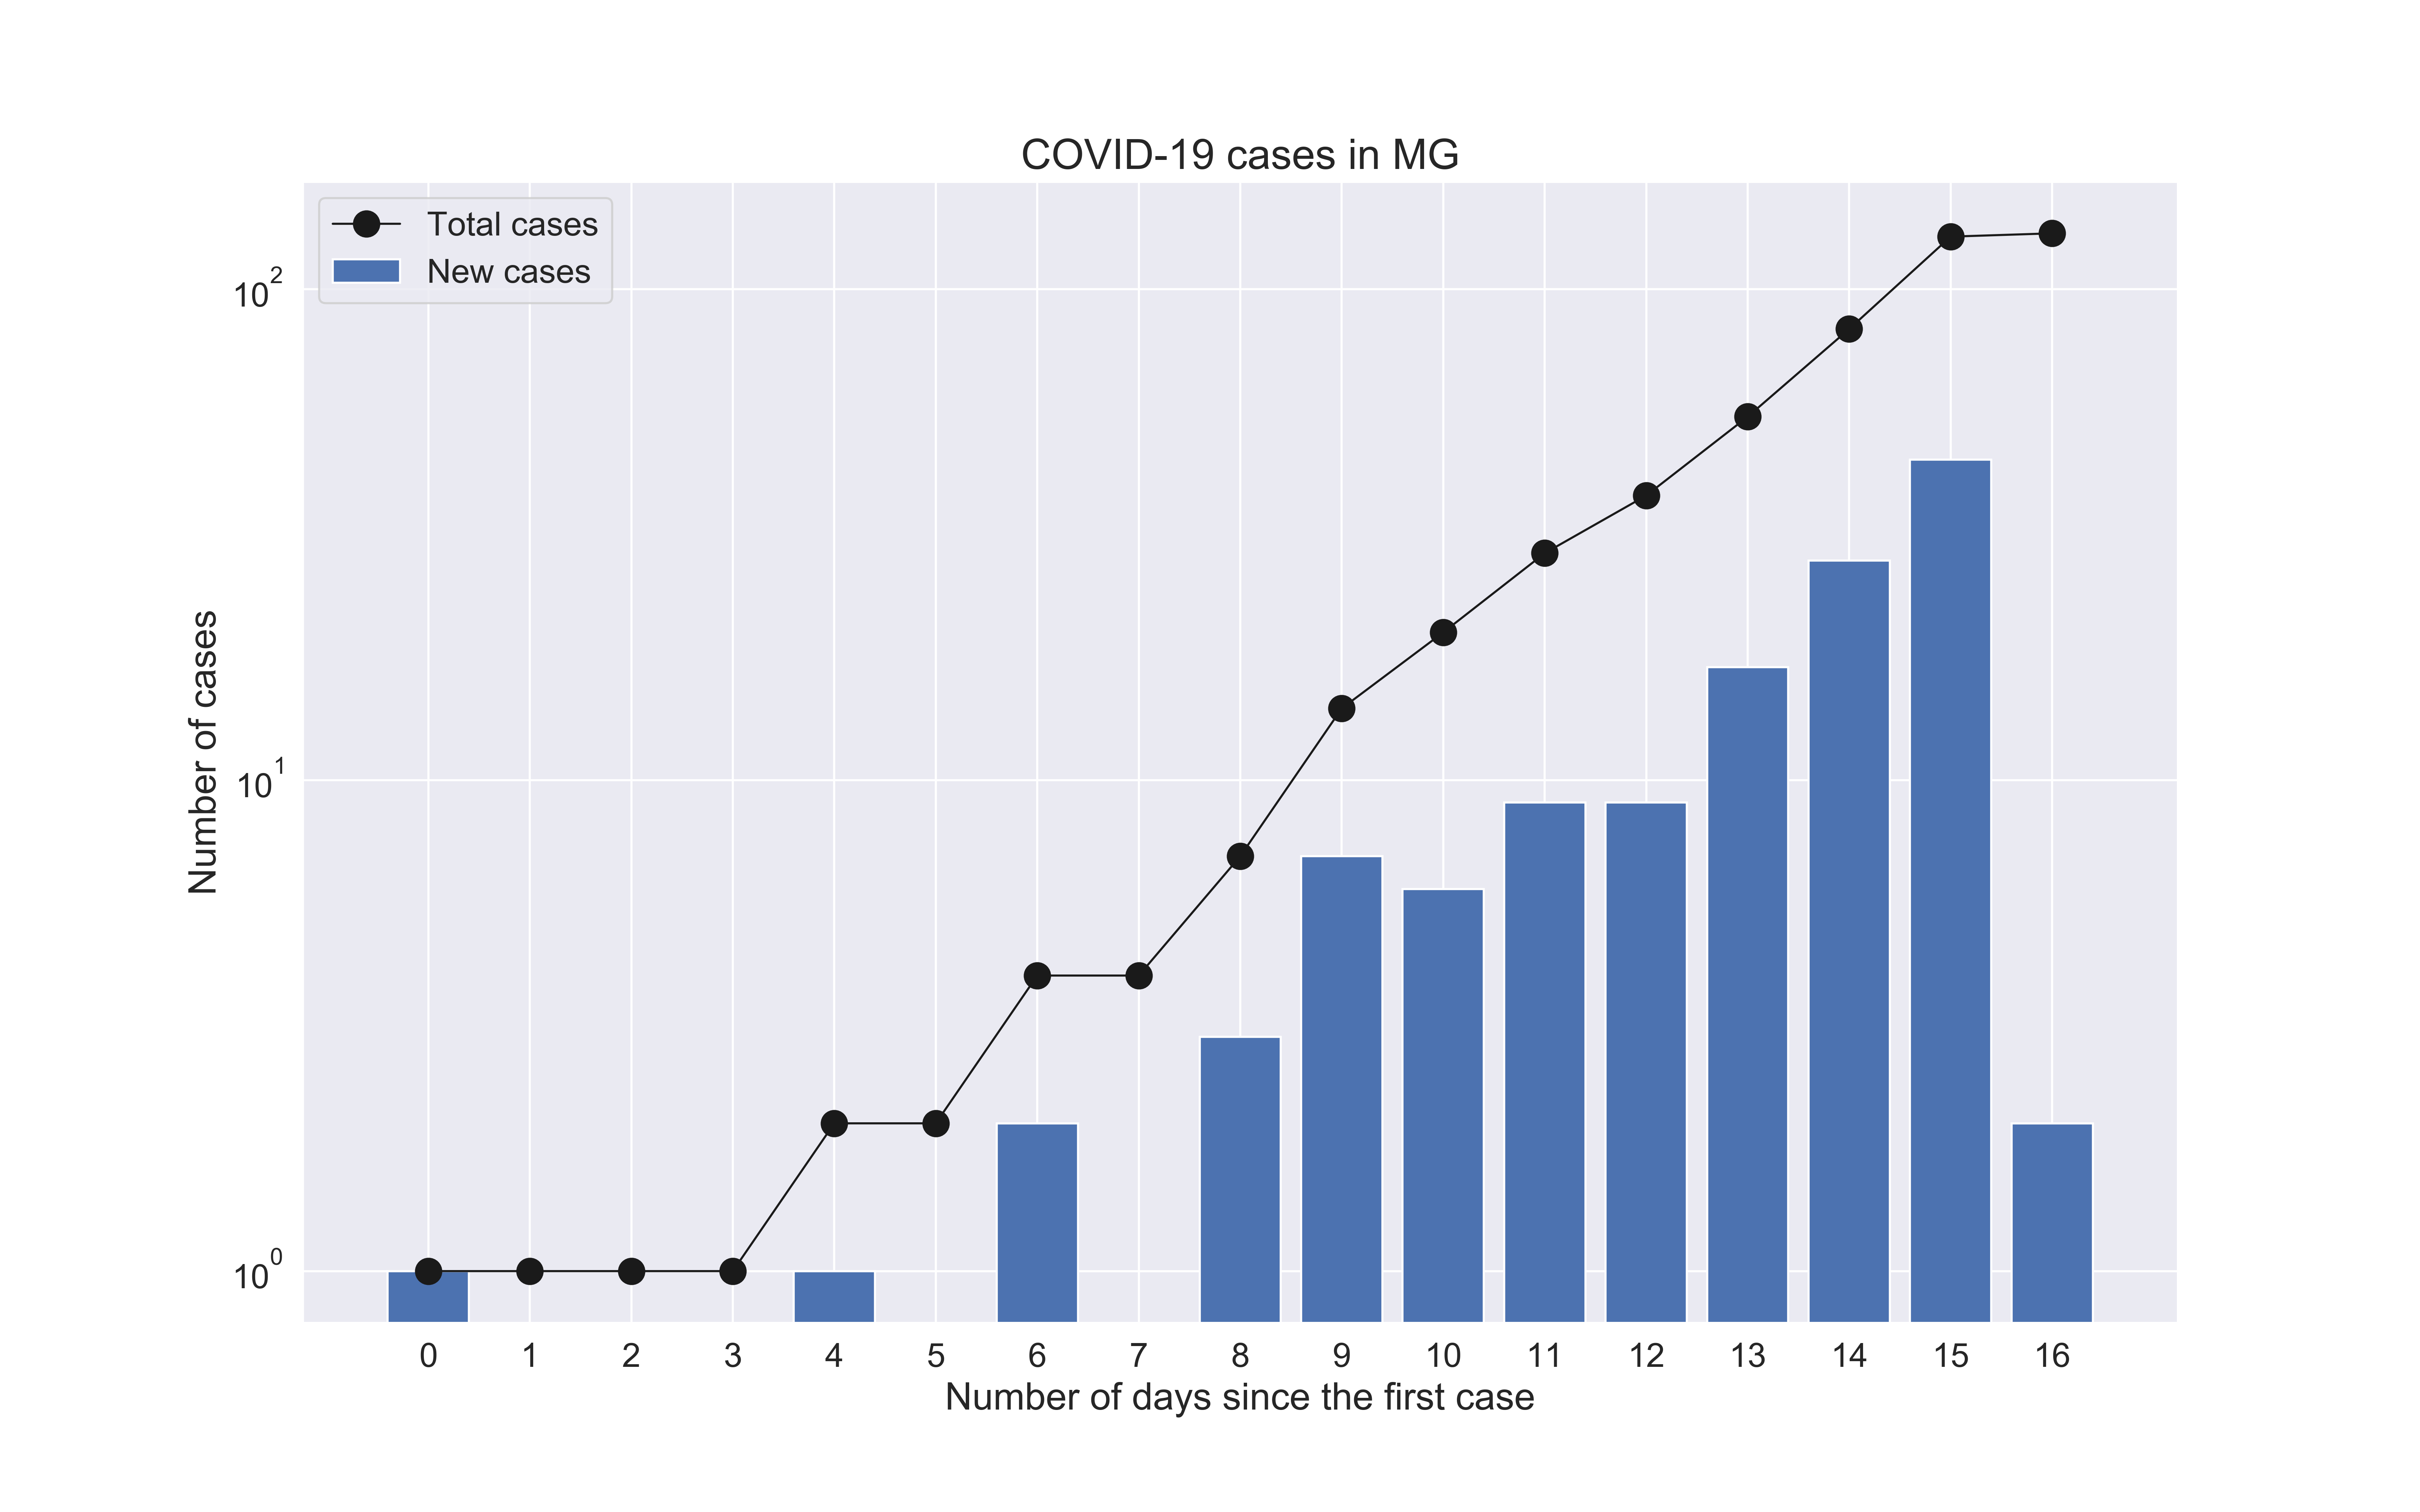 COVID-19 cases in MG
Total cases
New cases
10²
10¹
10⁰
Number of cases
0 1 2 3 4 5 6 7 8 9 10 11 12 13 14 15 16
Number of days since the first case